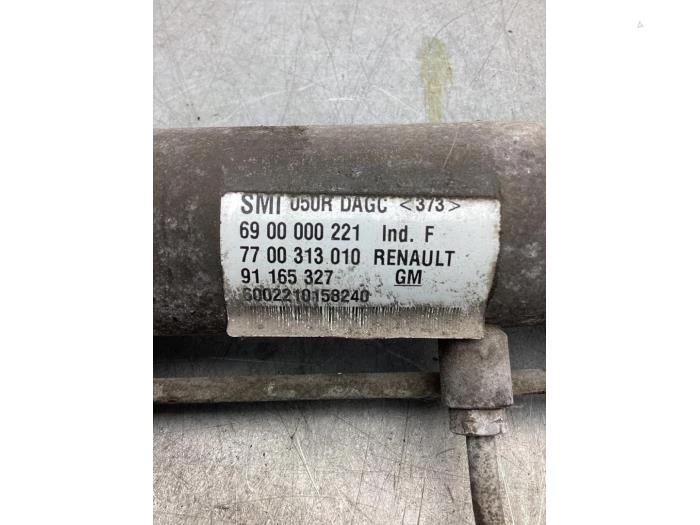 SMI 050R DAGC <373>
69 00 000 221 Ind. F
77 00 313 010 RENAULT
91 165 327 GM
6002210158240